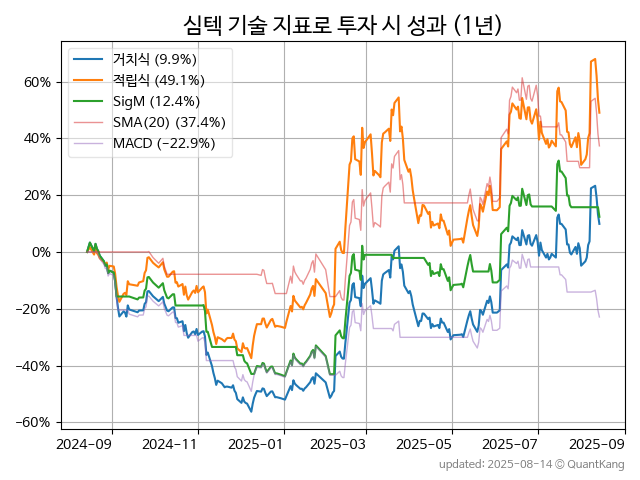 심텍 기술 지표로 투자 시 성과 (1년)
거치식 (9.9%)
적립식 (49.1%)
SigM (12.4%)
SMA(20) (37.4%)
MACD (−22.9%)
60%
40%
20%
0%
−20%
−40%
−60%
2024-09 2024-11 2025-01 2025-03 2025-05 2025-07 2025-09
updated: 2025-08-14 © QuantKang